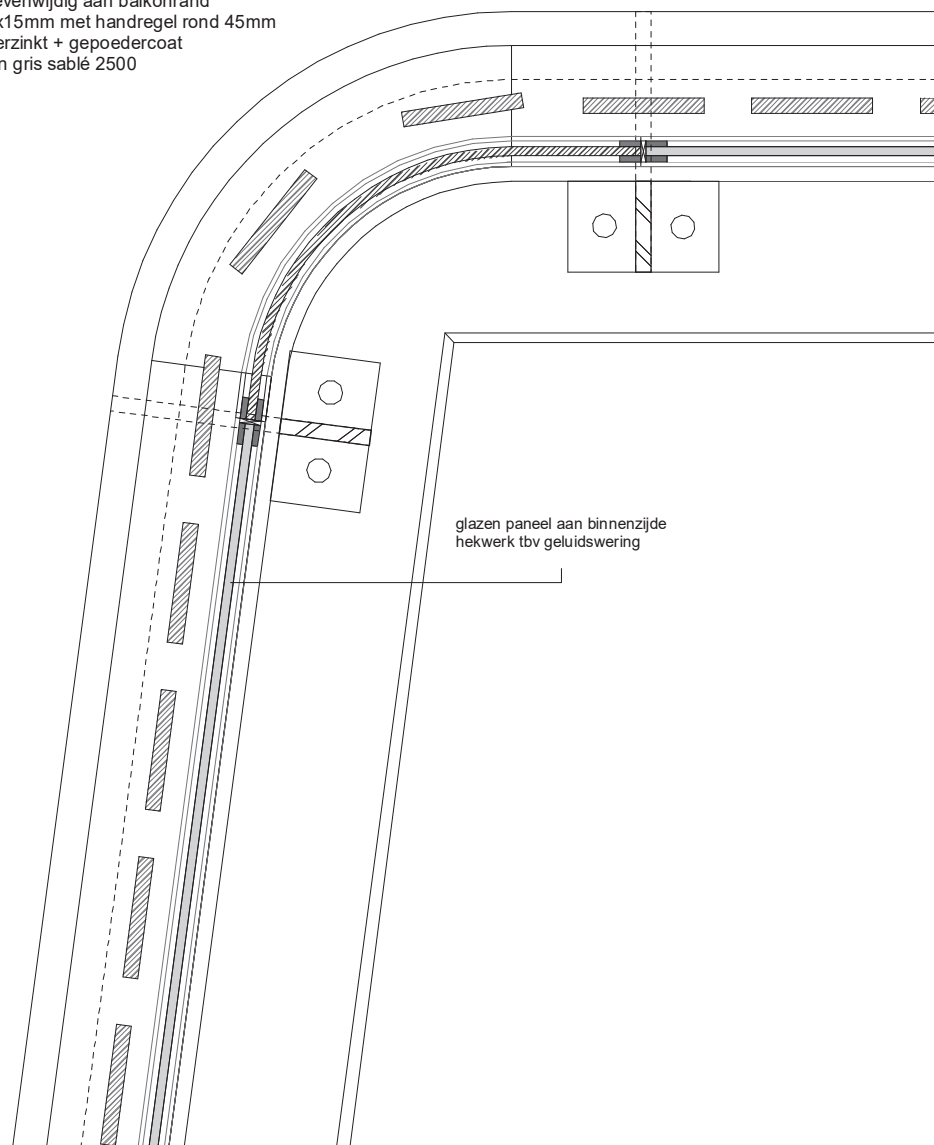 evenwijdig aan balkonrand
x15mm met handregel rond 45mm
erzinkt + gepoedercoat
n gris sablé 2500
glazen paneel aan binnenzijde
hekwerk tbv geluidswering